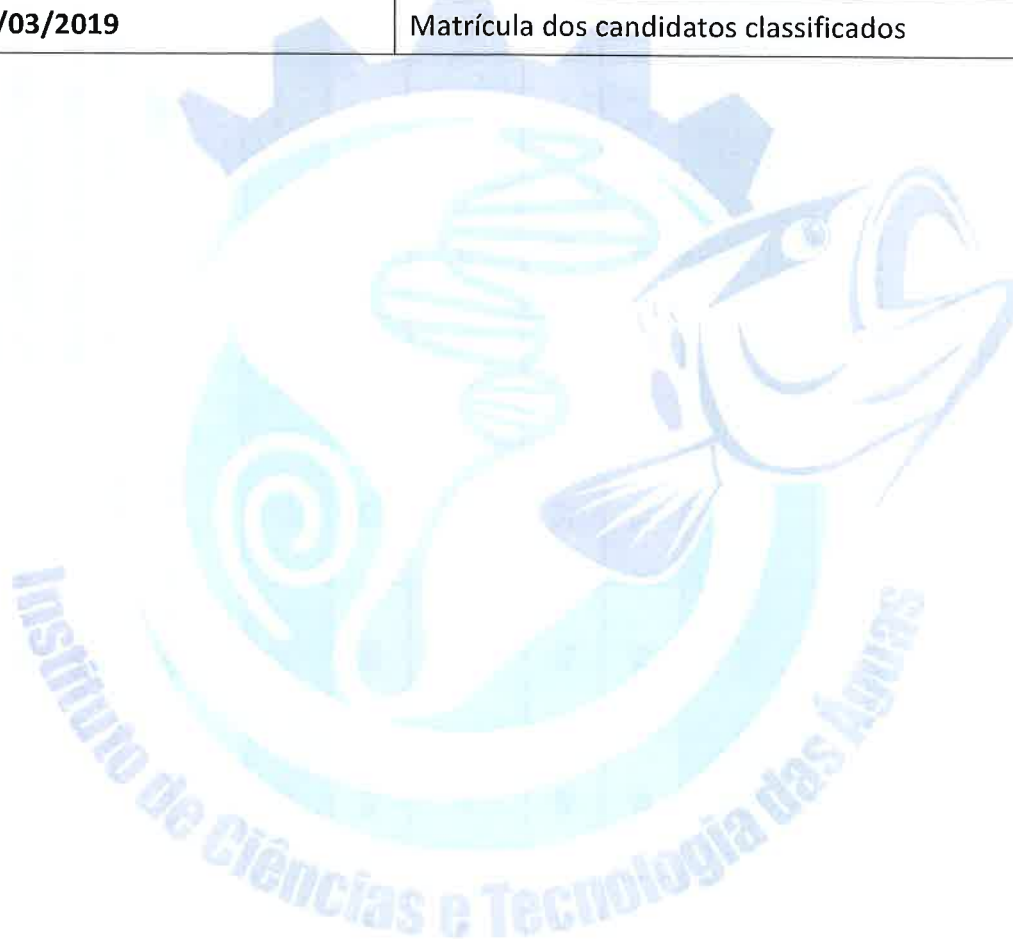 /03/2019 Matrícula dos candidatos classificados
Instituto de Ciências e Tecnologia das Águas